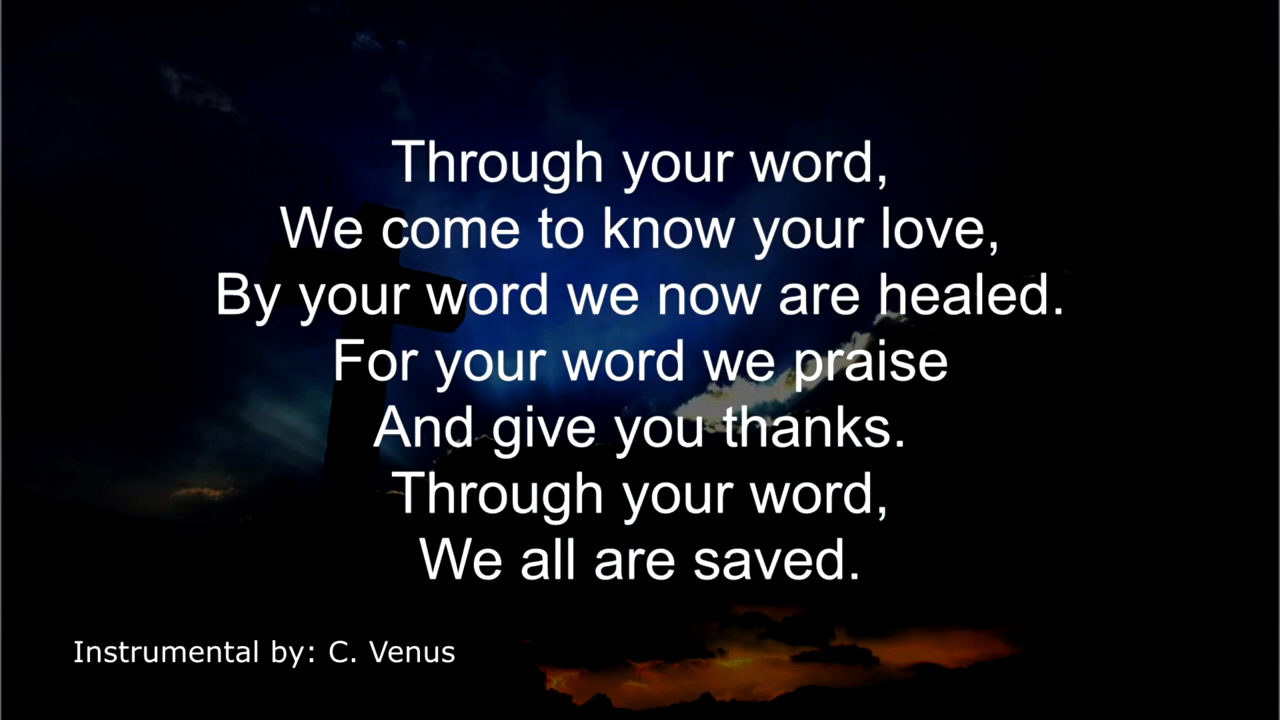 Through your word,
We come to know your love,
By your word we now are healed.
For your word we praise
And give you thanks.
Through your word,
We all are saved.
Instrumental by: C. Venus